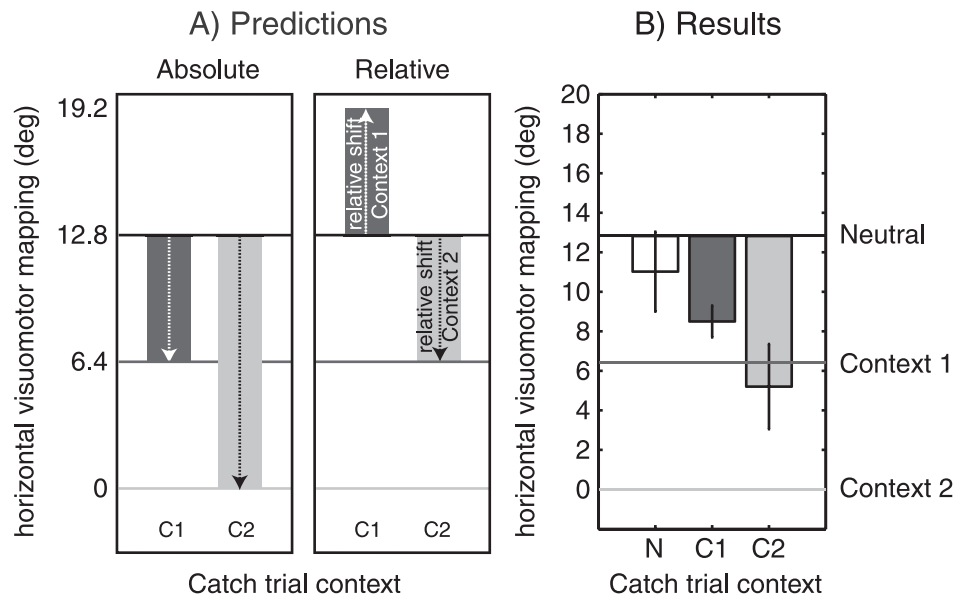 A) Predictions
Absolute
Relative
horizontal visuomotor mapping (deg)
19.2
12.8
6.4
0
relative shift
Context 1
relative shift
Context 2
C1
C2
C1
C2
Catch trial context
B) Results
horizontal visuomotor mapping (deg)
20
18
16
14
12
10
8
6
4
2
0
Neutral
Context 1
Context 2
N
C1
C2
Catch trial context